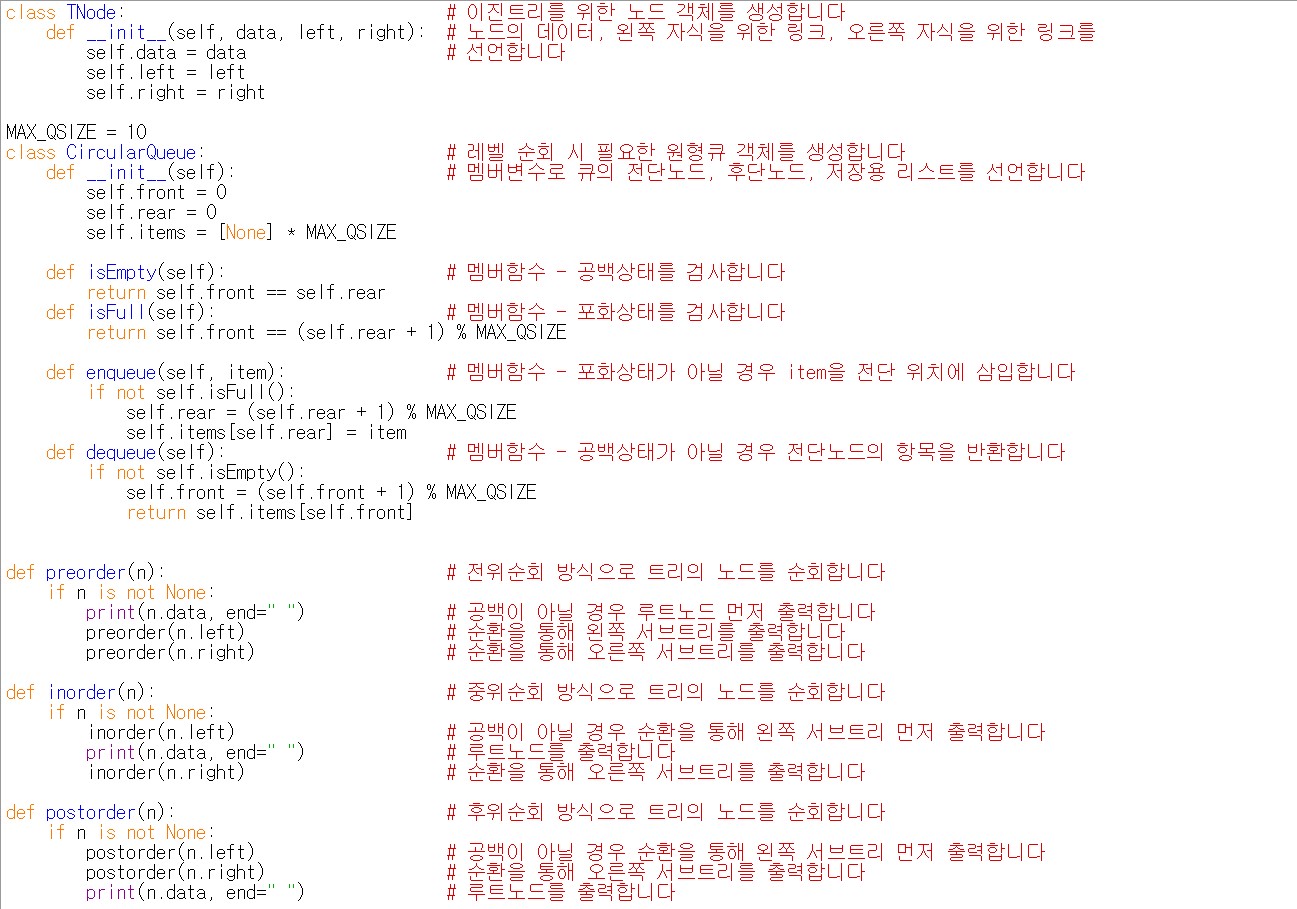 class TNode: # 이진트리를 위한 노드 객체를 생성합니다
def __init__(self, data, left, right): # 노드의 데이터, 왼쪽 자식을 위한 링크, 오른쪽 자식을 위한 링크를
self.data = data # 선언합니다
self.left = left
self.right = right
MAX_QSIZE = 10
class CircularQueue: # 레벨 순회 시 필요한 원형큐 객체를 생성합니다
def __init__(self): # 멤버변수로 큐의 전단노드, 후단노드, 저장용 리스트를 선언합니다
self.front = 0
self.rear = 0
self.items = [None] * MAX_QSIZE
def isEmpty(self): # 멤버함수 - 공백상태를 검사합니다
return self.front == self.rear
def isFull(self): # 멤버함수 - 포화상태를 검사합니다
return self.front == (self.rear + 1) % MAX_QSIZE
def enqueue(self, item): # 멤버함수 - 포화상태가 아닐 경우 item을 전단 위치에 삽입합니다
if not self.isFull():
self.rear = (self.rear + 1) % MAX_QSIZE
self.items[self.rear] = item
def dequeue(self): # 멤버함수 - 공백상태가 아닐 경우 전단노드의 항목을 반환합니다
if not self.isEmpty():
self.front = (self.front + 1) % MAX_QSIZE
return self.items[self.front]
def preorder(n): # 전위순회 방식으로 트리의 노드를 순회합니다
if n is not None:
print(n.data, end=" ") # 공백이 아닐 경우 루트노드 먼저 출력합니다
preorder(n.left) # 순환을 통해 왼쪽 서브트리를 출력합니다
preorder(n.right) # 순환을 통해 오른쪽 서브트리를 출력합니다
def inorder(n): # 중위순회 방식으로 트리의 노드를 순회합니다
if n is not None:
inorder(n.left) # 공백이 아닐 경우 순환을 통해 왼쪽 서브트리 먼저 출력합니다
print(n.data, end=" ") # 루트노드를 출력합니다
inorder(n.right) # 순환을 통해 오른쪽 서브트리를 출력합니다
def postorder(n): # 후위순회 방식으로 트리의 노드를 순회합니다
if n is not None:
postorder(n.left) # 공백이 아닐 경우 순환을 통해 왼쪽 서브트리 먼저 출력합니다
postorder(n.right) # 순환을 통해 오른쪽 서브트리를 출력합니다
print(n.data, end=" ") # 루트노드를 출력합니다